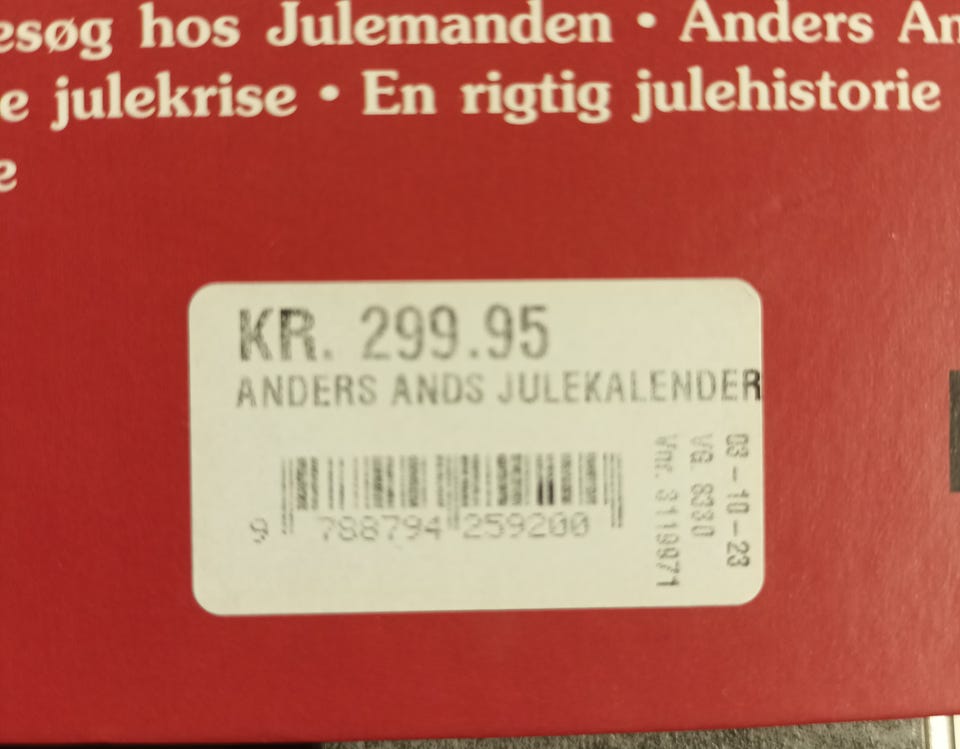 esøg hos Julemanden • Anders An
e julekrise • En rigtig julehistorie
e
KR. 299.95
ANDERS ANDS JULEKALENDER
9 788794 259200
03-10-23
VG. 8330
Vnr. 3119971